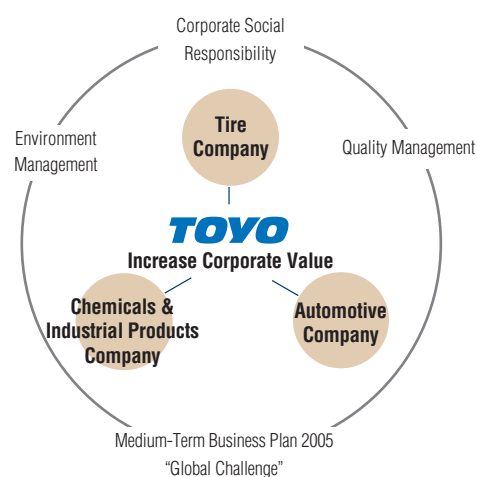 Corporate Social
Responsibility
Tire
Company
Environment
Management
Quality Management
TOYO
Increase Corporate Value
Chemicals &
Industrial Products
Company
Automotive
Company
Medium-Term Business Plan 2005
“Global Challenge”